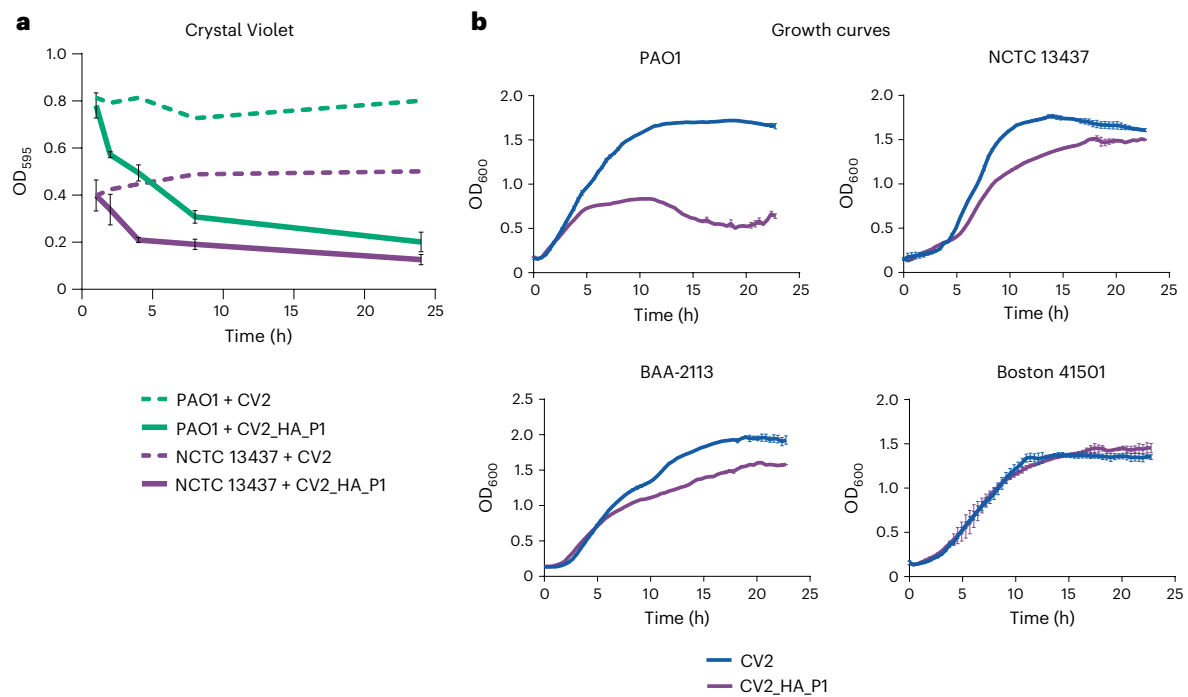 a
Crystal Violet
1.0
0.8
0.6
0.4
0.2
0
OD595
0 5 10 15 20 25
Time (h)
PAO1 + CV2
PAO1 + CV2_HA_P1
NCTC 13437 + CV2
NCTC 13437 + CV2_HA_P1
b
Growth curves
PAO1
2.0
1.5
1.0
0.5
0
OD600
0 5 10 15 20 25
Time (h)
NCTC 13437
2.0
1.5
1.0
0.5
0
OD600
0 5 10 15 20 25
Time (h)
BAA-2113
2.5
2.0
1.5
1.0
0.5
0
OD600
0 5 10 15 20 25
Time (h)
Boston 41501
2.0
1.5
1.0
0.5
0
OD600
0 5 10 15 20 25
Time (h)
CV2
CV2_HA_P1